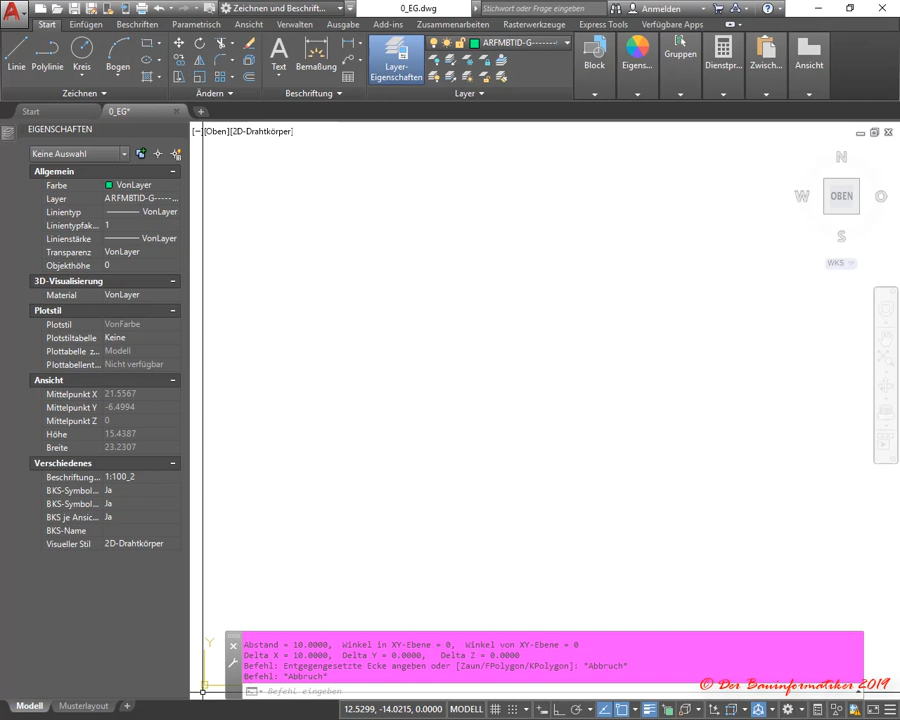 Zeichnen und Beschrift...
0_EG.dwg
Stichwort oder Frage eingeben
Anmelden
Start Einfügen Beschriften Parametrisch Ansicht Verwalten Ausgabe Add-ins Zusammenarbeiten Rasterwerkzeuge Express Tools Verfügbare Apps
ARFMBTID-G-------
Linie Polylinie Kreis Bogen Text Bemaßung Layer-Eigenschaften Block Eigens... Gruppen Dienstpr... Zwisch... Ansicht
Zeichnen Ändern Beschriftung Layer
Start 0_EG*
EIGENSCHAFTEN
[−][Oben][2D-Drahtkörper]
Keine Auswahl
Allgemein
Farbe VonLayer
Layer ARFMBTID-G-----...
Linientyp VonLayer
Linientypfak... 1
Linienstärke VonLayer
Transparenz VonLayer
Objekthöhe 0
3D-Visualisierung
Material VonLayer
Plotstil
Plotstil VonFarbe
Plotstiltabelle Keine
Plottabelle z... Modell
Plottabellent... Nicht verfügbar
Ansicht
Mittelpunkt X 21.5567
Mittelpunkt Y -6.4994
Mittelpunkt Z 0
Höhe 15.4387
Breite 23.2307
Verschiedenes
Beschriftung... 1:100_2
BKS-Symbol... Ja
BKS-Symbol... Ja
BKS je Ansic... Ja
BKS-Name
Visueller Stil 2D-Drahtkörper
N
W OBEN O
S
WKS
Y
Abstand = 10.0000, Winkel in XY-Ebene = 0, Winkel von XY-Ebene = 0
Delta X = 10.0000, Delta Y = 0.0000, Delta Z = 0.0000
Befehl: Entgegengesetzte Ecke angeben oder [Zaun/FPolygon/KPolygon]: *Abbruch*
Befehl: *Abbruch*
Befehl eingeben
© Der Bauinformatiker 2019
Modell Musterlayout
12.5299, -14.0215, 0.0000 MODELL